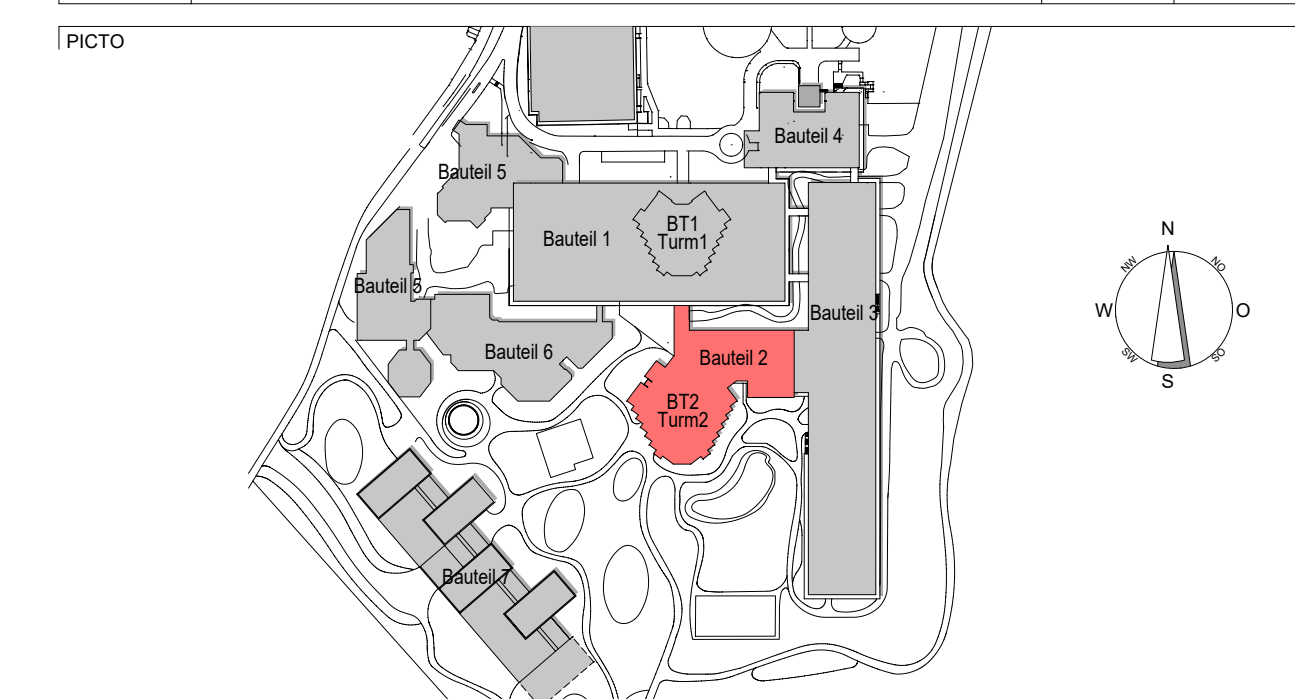 PICTO
Bauteil 4
Bauteil 5
BT1
Turm1
Bauteil 1
N
NW
NO
Bauteil 5
Bauteil 3
W
O
Bauteil 6
Bauteil 2
SW
SO
S
BT2
Turm2
Bauteil 7